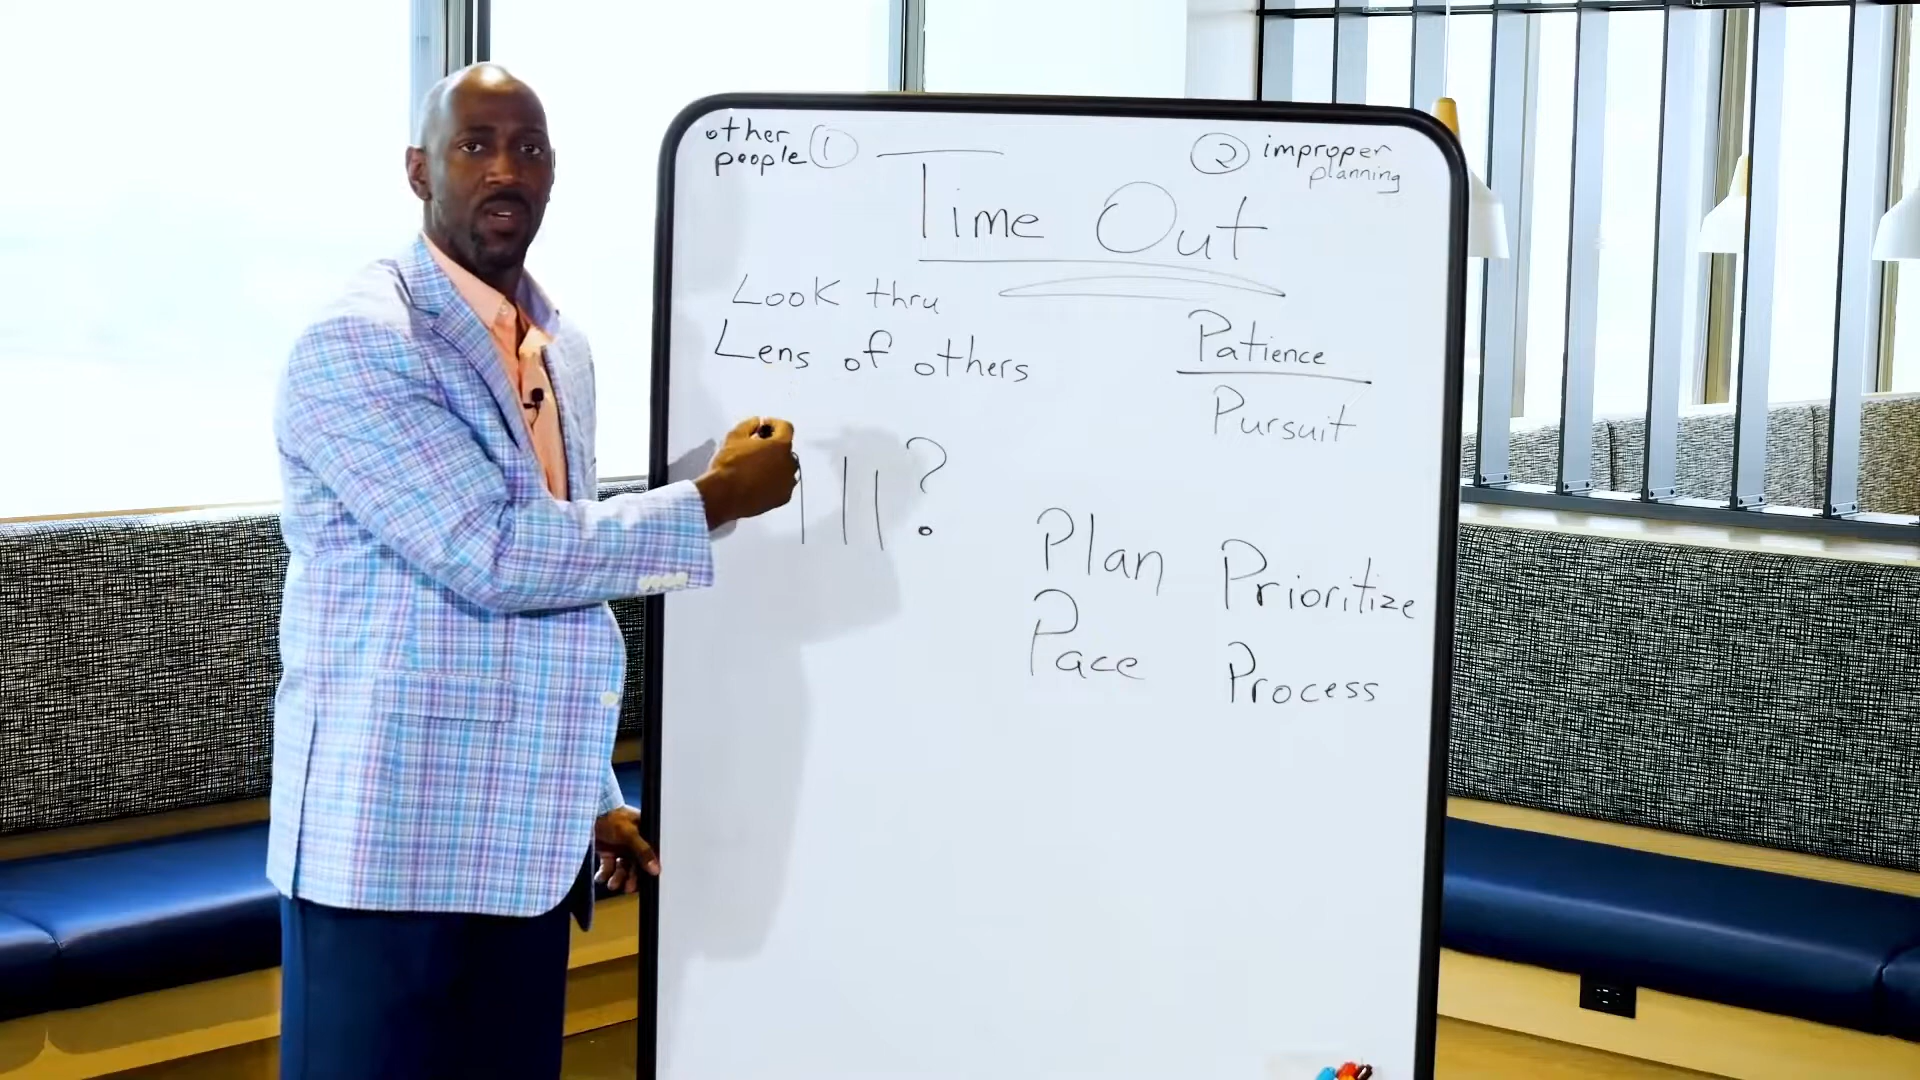 other
people ①
② improper
planning
Time Out
Look thru
Lens of others
Patience
Pursuit
?
Plan Prioritize
Pace Process